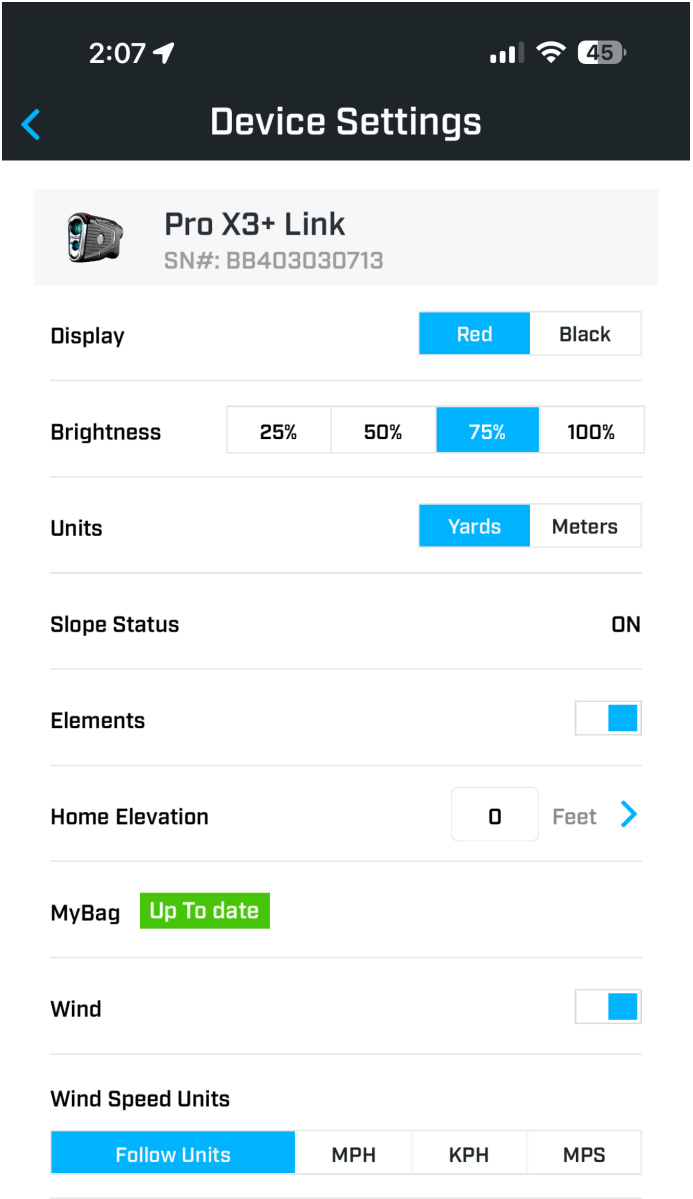 2:07 45
Device Settings
Pro X3+ Link
SN#: BB403030713
Display Red Black
Brightness 25% 50% 75% 100%
Units Yards Meters
Slope Status ON
Elements
Home Elevation 0 Feet
MyBag Up To date
Wind
Wind Speed Units
Follow Units MPH KPH MPS